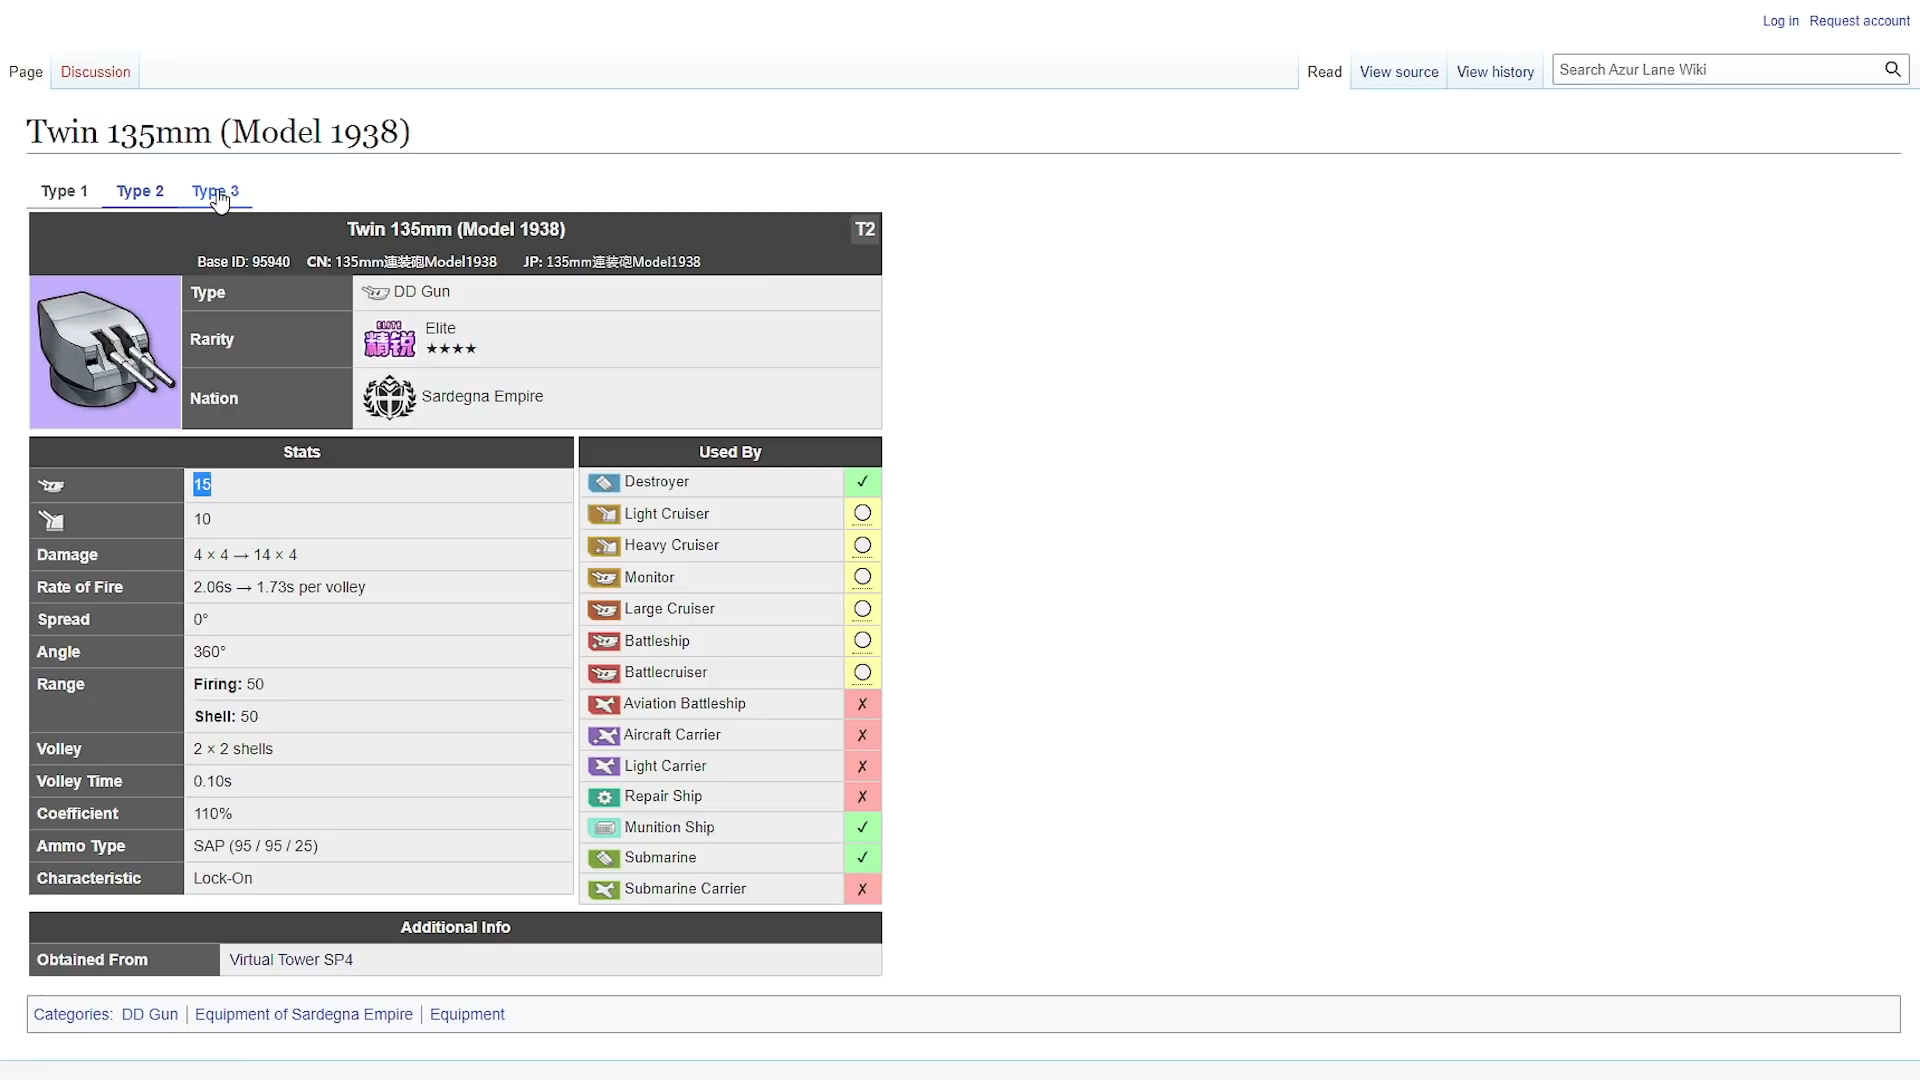 Log in Request account
Page Discussion Read View source View history Search Azur Lane Wiki
Twin 135mm (Model 1938)
Type 1 Type 2 Type 3
Twin 135mm (Model 1938) T2
Base ID: 95940 CN: 135mm連装砲Model1938 JP: 135mm連装砲Model1938
Type DD Gun
Rarity ELITE 精锐 Elite
★★★★
Nation Sardegna Empire
Stats Used By
15
10
Damage 4 × 4 → 14 × 4
Rate of Fire 2.06s → 1.73s per volley
Spread 0°
Angle 360°
Range Firing: 50
Shell: 50
Volley 2 × 2 shells
Volley Time 0.10s
Coefficient 110%
Ammo Type SAP (95 / 95 / 25)
Characteristic Lock-On
Destroyer ✓
Light Cruiser ◯
Heavy Cruiser ◯
Monitor ◯
Large Cruiser ◯
Battleship ◯
Battlecruiser ◯
Aviation Battleship ✗
Aircraft Carrier ✗
Light Carrier ✗
Repair Ship ✗
Munition Ship ✓
Submarine ✓
Submarine Carrier ✗
Additional Info
Obtained From Virtual Tower SP4
Categories: DD Gun | Equipment of Sardegna Empire | Equipment